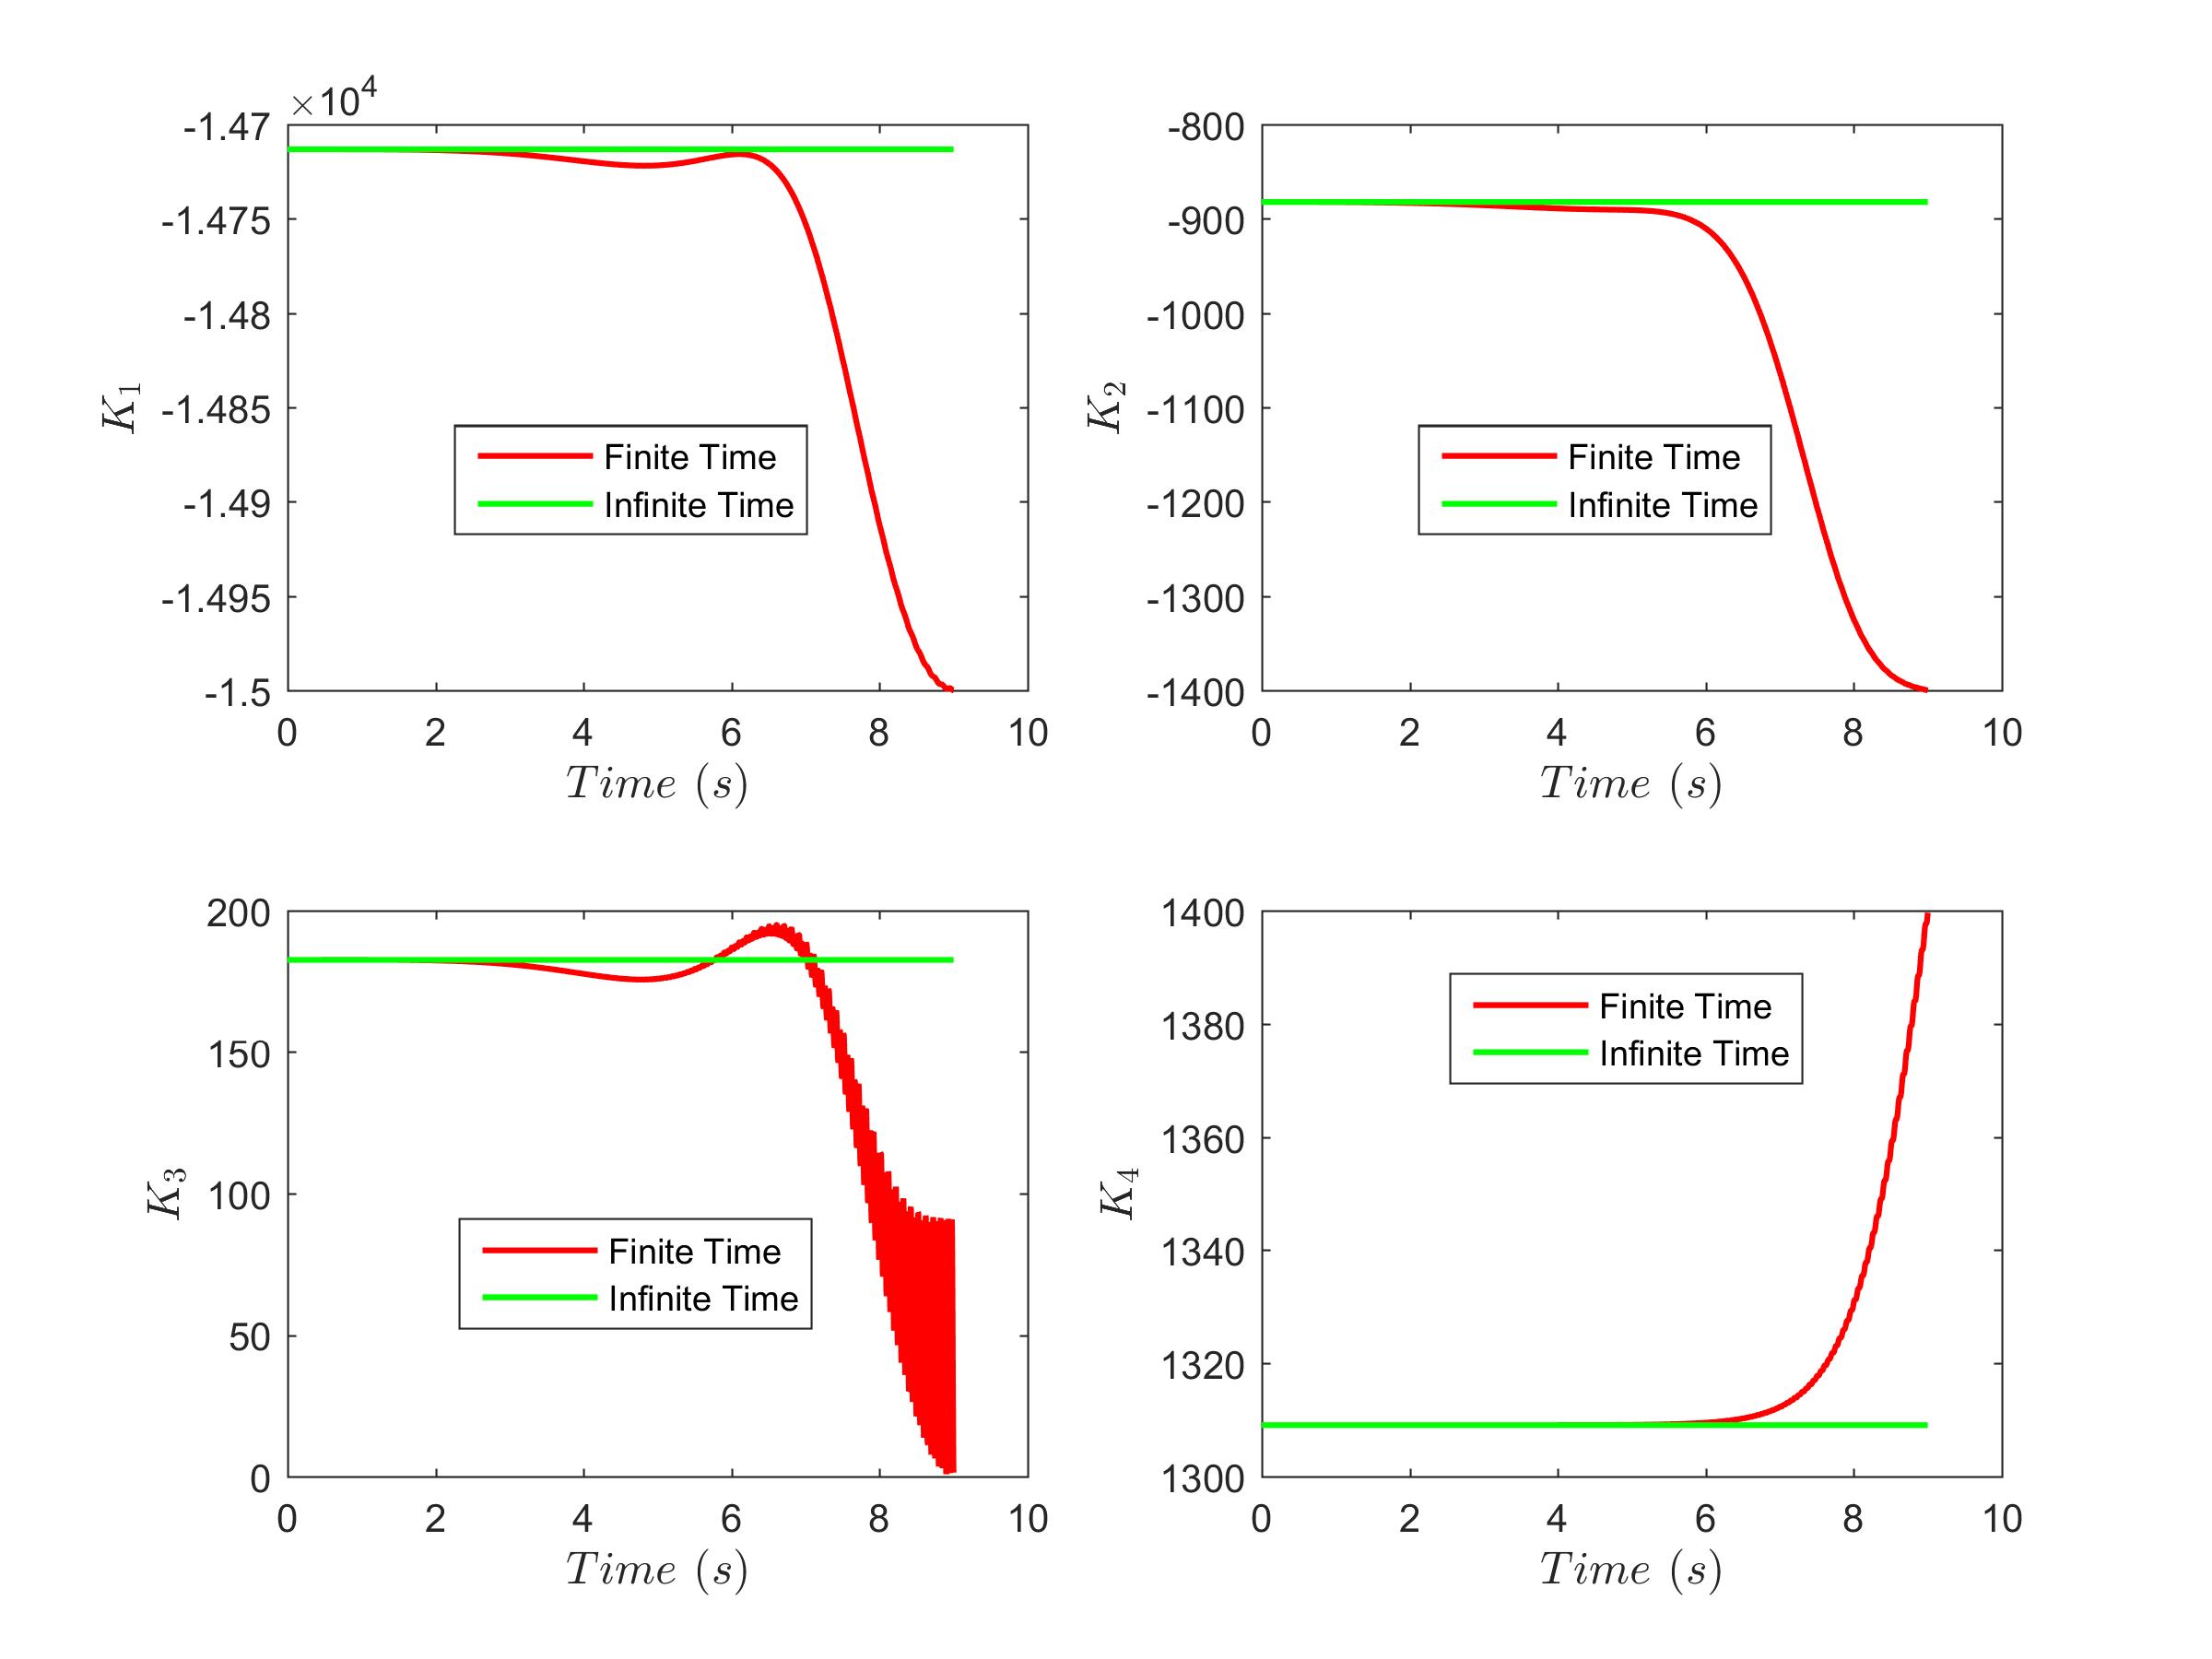 ×10^4
-1.47
-1.475
-1.48
-1.485
-1.49
-1.495
-1.5
K_1
Finite Time
Infinite Time
0 2 4 6 8 10
Time (s)
-800
-900
-1000
-1100
-1200
-1300
-1400
K_2
Finite Time
Infinite Time
0 2 4 6 8 10
Time (s)
200
150
100
50
0
K_3
Finite Time
Infinite Time
0 2 4 6 8 10
Time (s)
1400
1380
1360
1340
1320
1300
K_4
Finite Time
Infinite Time
0 2 4 6 8 10
Time (s)